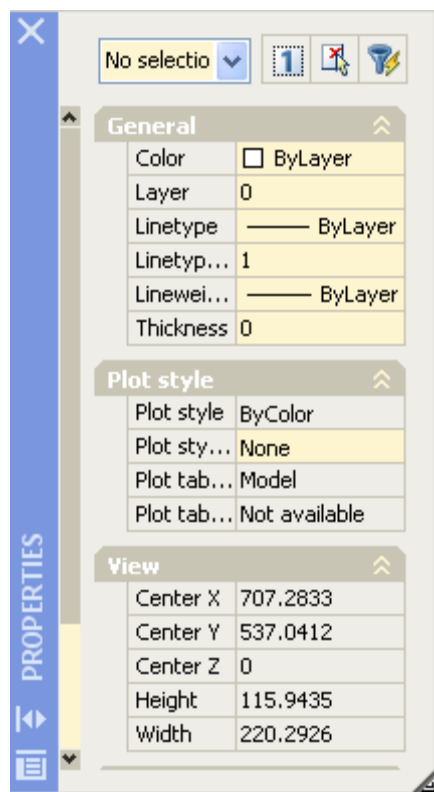 No selectio
1
General
Color ByLayer
Layer 0
Linetype ByLayer
Linetyp... 1
Linewei... ByLayer
Thickness 0
Plot style
Plot style ByColor
Plot sty... None
Plot tab... Model
Plot tab... Not available
View
Center X 707.2833
Center Y 537.0412
Center Z 0
Height 115.9435
Width 220.2926
PROPERTIES